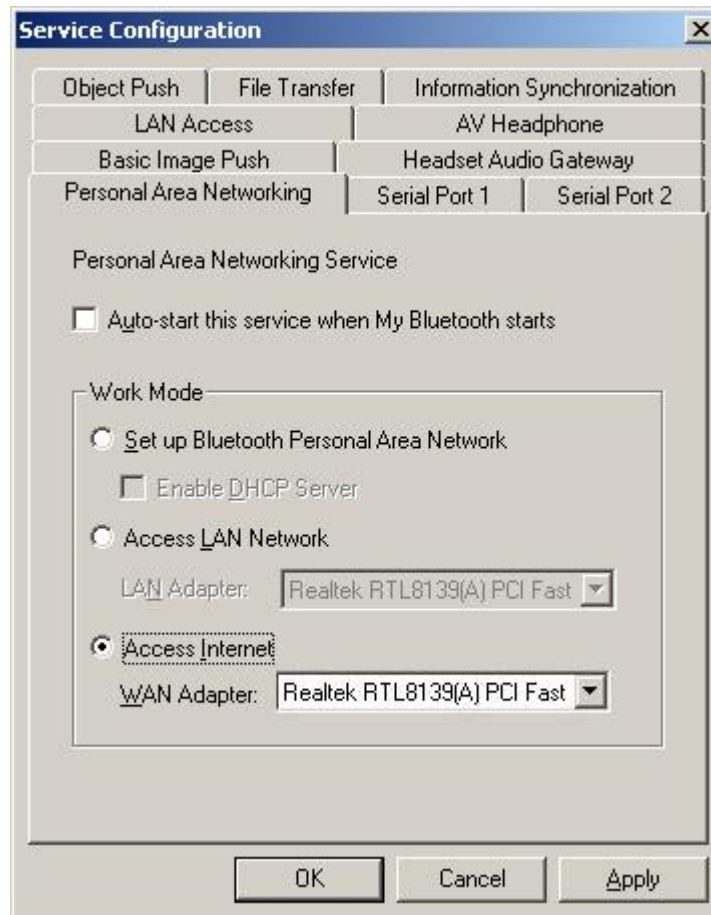 Service Configuration
Object Push File Transfer Information Synchronization
LAN Access AV Headphone
Basic Image Push Headset Audio Gateway
Personal Area Networking Serial Port 1 Serial Port 2
Personal Area Networking Service
Auto-start this service when My Bluetooth starts
Work Mode
Set up Bluetooth Personal Area Network
Enable DHCP Server
Access LAN Network
LAN Adapter: Realtek RTL8139(A) PCI Fast
Access Internet
WAN Adapter: Realtek RTL8139(A) PCI Fast
OK Cancel Apply